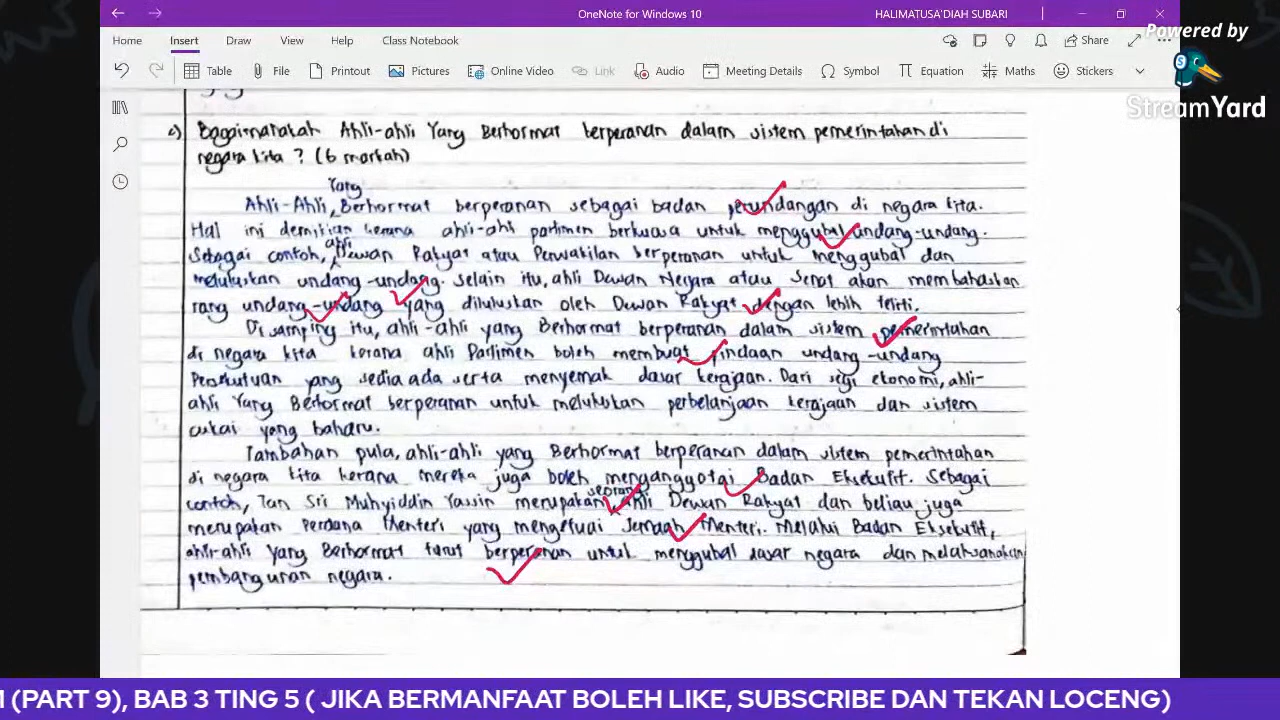 OneNote for Windows 10
HALIMATUSA'DIAH SUBARI
Powered by
StreamYard
Home Insert Draw View Help Class Notebook Share
Table File Printout Pictures Online Video Link Audio Meeting Details Symbol Equation Maths Stickers
c) Bagaimanakah Ahli-ahli Yang Berhormat berperanan dalam sistem pemerintahan di
negara kita ? (6 markah)
Yang
Ahli-Ahli, Berhormat berperanan sebagai badan perundangan di negara kita.
Hal ini demikian kerana ahli-ahli parlimen berkuasa untuk menggubal undang-undang.
Sebagai contoh, ahli Dewan Rakyat atau Perwakilan berperanan untuk menggubal dan
meluluskan undang-undang. Selain itu, ahli Dewan Negara atau Senat akan membahaskan
rang undang-undang yang diluluskan oleh Dewan Rakyat dengan lebih teliti.
Di samping itu, ahli-ahli yang Berhormat berperanan dalam sistem pemerintahan
di negara kita kerana ahli Parlimen boleh membuat pindaan undang-undang
Persekutuan yang sedia ada serta menyemak dasar kerajaan. Dari segi ekonomi, ahli-
ahli Yang Berhormat berperanan untuk meluluskan perbelanjaan kerajaan dan sistem
cukai yang baharu.
Tambahan pula, ahli-ahli yang Berhormat berperanan dalam sistem pemerintahan
di negara kita kerana mereka juga boleh menganggotai Badan Eksekutif. Sebagai
contoh, Tan Sri Muhyiddin Yassin merupakan seorang ahli Dewan Rakyat dan beliau juga
merupakan Perdana Menteri yang mengetuai Jemaah Menteri. Melalui Badan Eksekutif,
ahli-ahli yang Berhormat turut berperanan untuk menggubal dasar negara dan melaksanakan
pembangunan negara.
(PART 9), BAB 3 TING 5 ( JIKA BERMANFAAT BOLEH LIKE, SUBSCRIBE DAN TEKAN LOCENG)